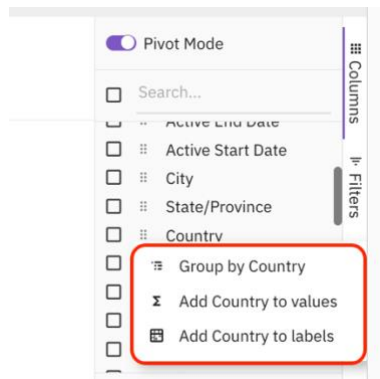 Pivot Mode
Search...
Active End Date
Active Start Date
City
State/Province
Country
Group by Country
Σ Add Country to values
Add Country to labels
Columns
Filters